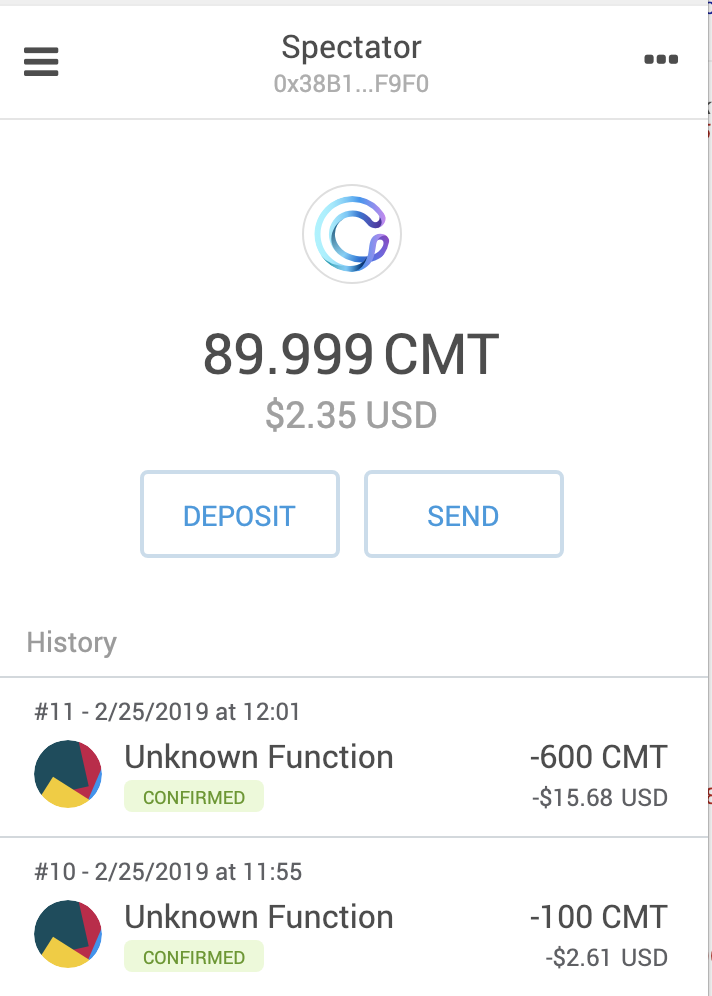 Spectator
0x38B1...F9F0
89.999 CMT
$2.35 USD
DEPOSIT
SEND
History
#11 - 2/25/2019 at 12:01
Unknown Function
-600 CMT
CONFIRMED
-$15.68 USD
#10 - 2/25/2019 at 11:55
Unknown Function
-100 CMT
CONFIRMED
-$2.61 USD